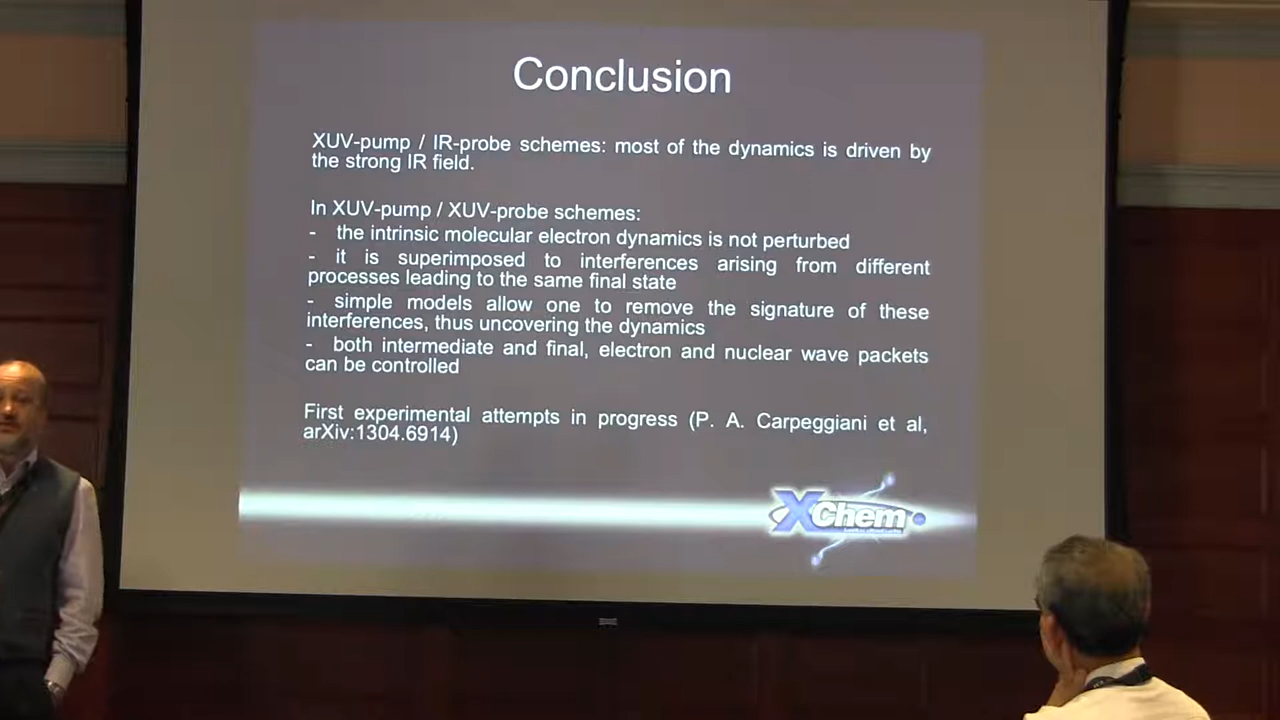 Conclusion
XUV-pump / IR-probe schemes: most of the dynamics is driven by
the strong IR field.
In XUV-pump / XUV-probe schemes:
- the intrinsic molecular electron dynamics is not perturbed
- it is superimposed to interferences arising from different
processes leading to the same final state
- simple models allow one to remove the signature of these
interferences, thus uncovering the dynamics
- both intermediate and final, electron and nuclear wave packets
can be controlled
First experimental attempts in progress (P. A. Carpeggiani et al,
arXiv:1304.6914)
XChem